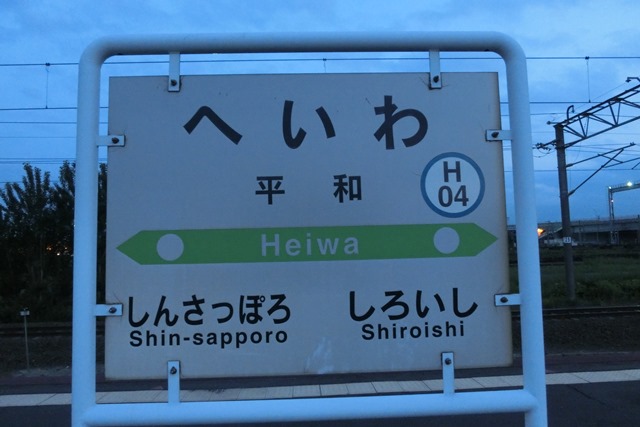 へいわ
平和
H
04
Heiwa
しんさっぽろ
Shin-sapporo
しろいし
Shiroishi